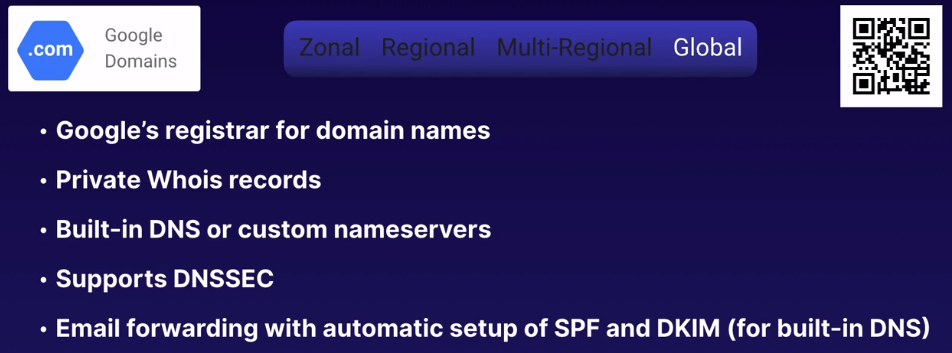 .com
Google
Domains
Zonal Regional Multi-Regional Global
• Google’s registrar for domain names
• Private Whois records
• Built-in DNS or custom nameservers
• Supports DNSSEC
• Email forwarding with automatic setup of SPF and DKIM (for built-in DNS)